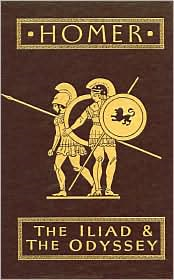 ·HOMER·
THE ILIAD &
THE ODYSSEY